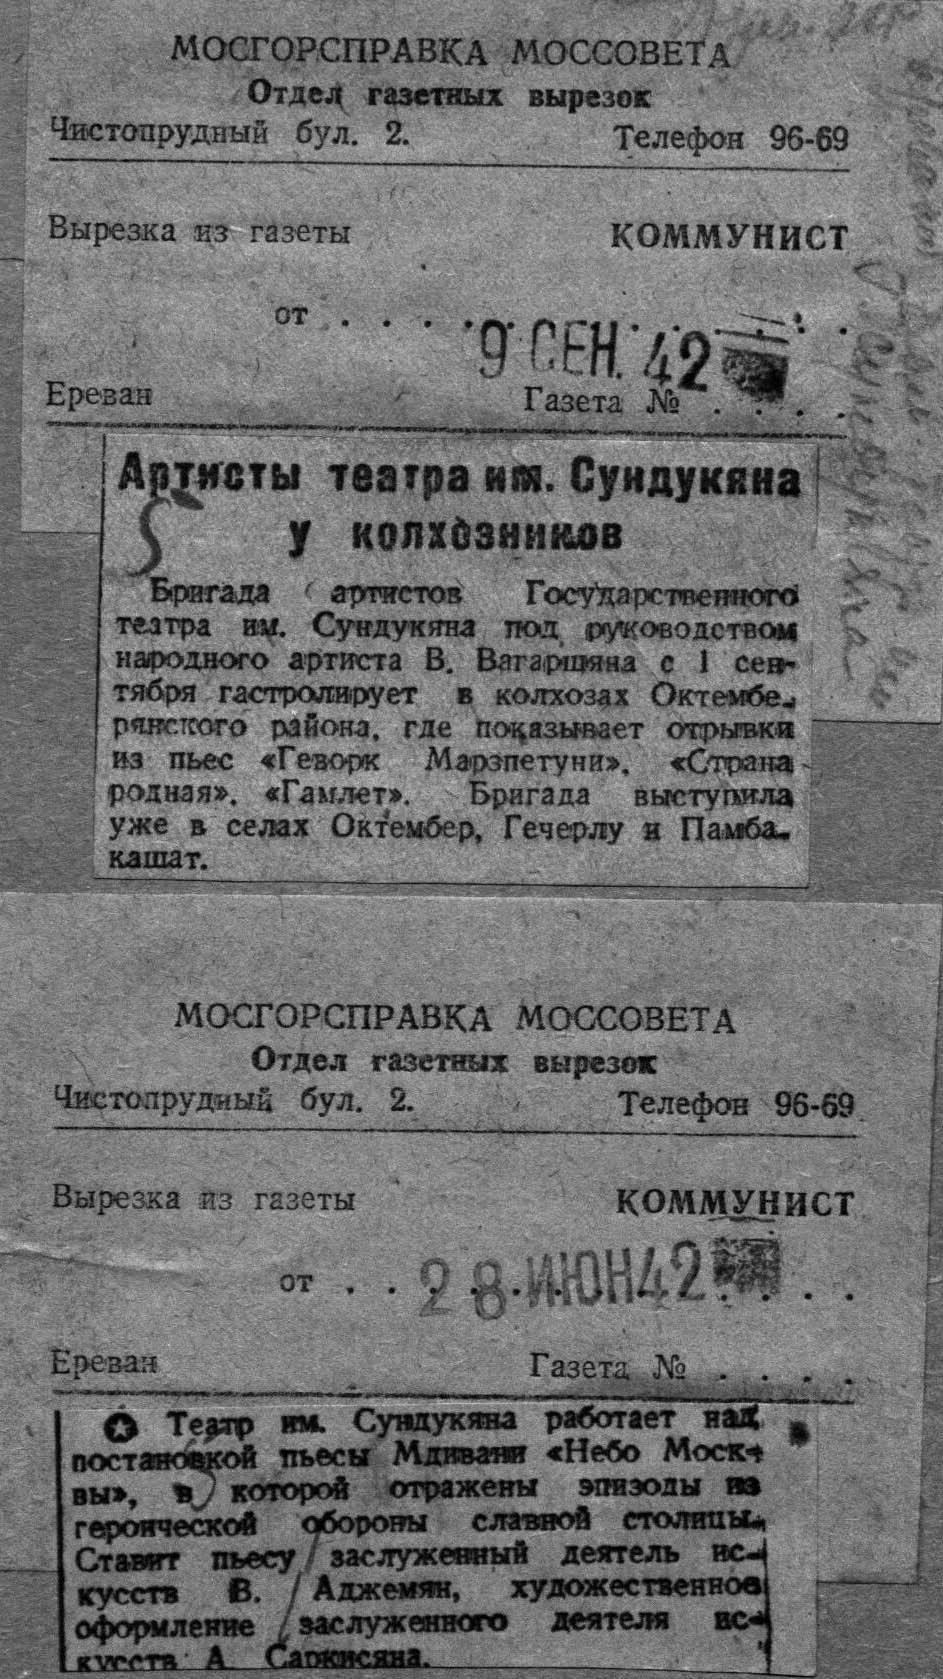 МОСГОРСПРАВКА МОССОВЕТА
Отдел газетных вырезок
Чистопрудный бул. 2. Телефон 96-69
Вырезка из газеты КОММУНИСТ
от . . . . 9 СЕН. 42 . .
Ереван Газета № . . . .
Артисты театра им. Сундукяна
у колхозников
Бригада артистов Государственного
театра им. Сундукяна под руководством
народного артиста В. Вагаршяна с 1 сен-
тября гастролирует в колхозах Октембе-
рянского района, где показывает отрывки
из пьес «Геворк Марзпетуни», «Страна
родная», «Гамлет». Бригада выступила
уже в селах Октембер, Гечерлу и Памба-
кашат.
МОСГОРСПРАВКА МОССОВЕТА
Отдел газетных вырезок
Чистопрудный бул. 2. Телефон 96-69
Вырезка из газеты КОММУНИСТ
от . . 28 ИЮН 42 . . . .
Ереван Газета № . . . .
Театр им. Сундукяна работает над
постановкой пьесы Мдивани «Небо Моск-
вы», в которой отражены эпизоды из
героической обороны славной столицы.
Ставит пьесу заслуженный деятель ис-
кусств В. Аджемян, художественное
оформление заслуженного деятеля ис-
кусств А. Саркисяна.